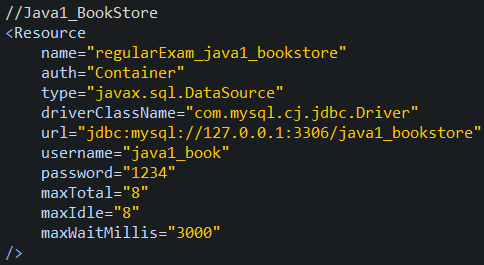 //Java1_BookStore
<Resource
name="regularExam_java1_bookstore"
auth="Container"
type="javax.sql.DataSource"
driverClassName="com.mysql.cj.jdbc.Driver"
url="jdbc:mysql://127.0.0.1:3306/java1_bookstore"
username="java1_book"
password="1234"
maxTotal="8"
maxIdle="8"
maxWaitMillis="3000"
/>